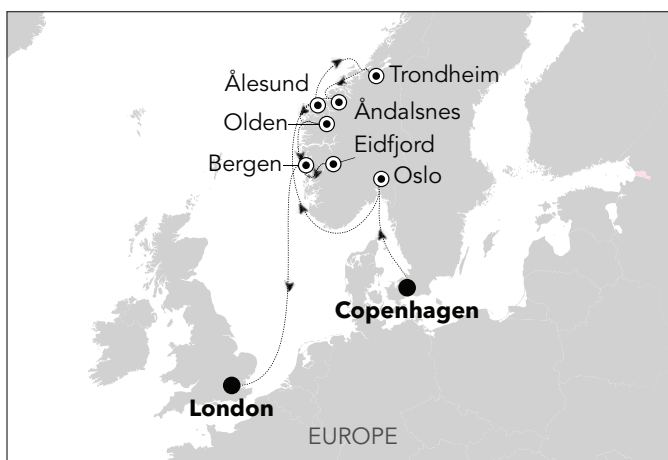 Ålesund
Trondheim
Åndalsnes
Olden
Eidfjord
Bergen
Oslo
Copenhagen
London
EUROPE